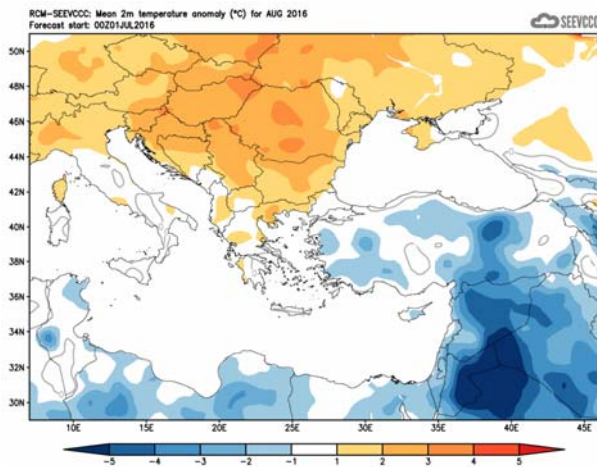 RCM-SEEVCCC: Mean 2m temperature anomaly (°C) for AUG 2016
Forecast start: 00Z01JUL2016
SEEVCCC
50N
48N
46N
44N
42N
40N
38N
36N
34N
32N
30N
10E 15E 20E 25E 30E 35E 40E 45E
-5 -4 -3 -2 -1 1 2 3 4 5